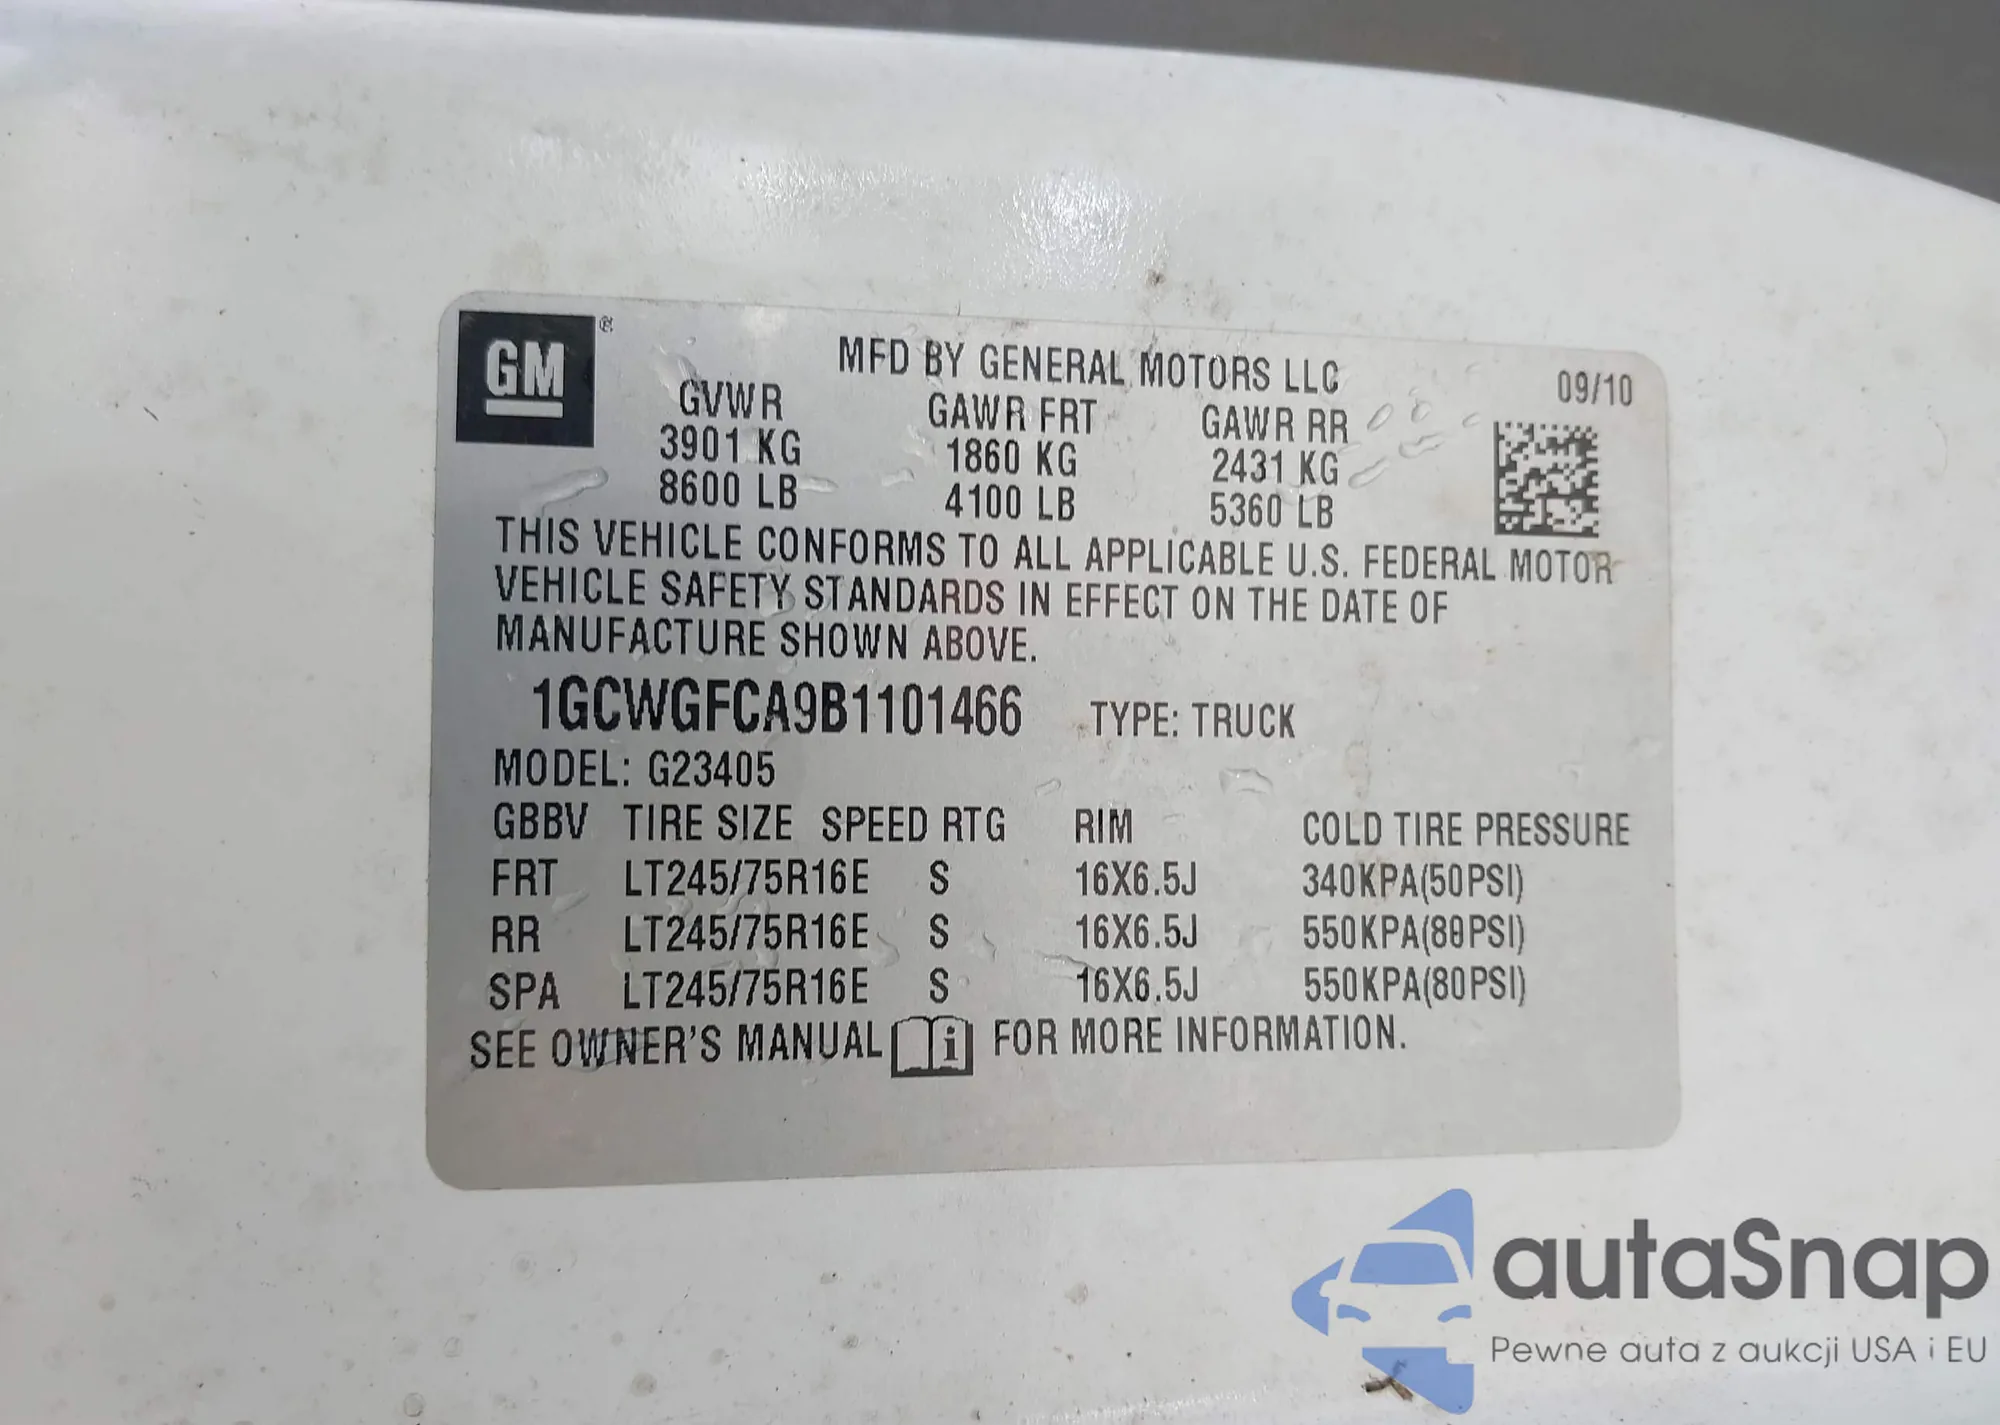 GM ®
MFD BY GENERAL MOTORS LLC 09/10
GVWR GAWR FRT GAWR RR
3901 KG 1860 KG 2431 KG
8600 LB 4100 LB 5360 LB
THIS VEHICLE CONFORMS TO ALL APPLICABLE U.S. FEDERAL MOTOR
VEHICLE SAFETY STANDARDS IN EFFECT ON THE DATE OF
MANUFACTURE SHOWN ABOVE.
1GCWGFCA9B1101466 TYPE: TRUCK
MODEL: G23405
GBBV TIRE SIZE SPEED RTG RIM COLD TIRE PRESSURE
FRT LT245/75R16E S 16X6.5J 340KPA(50PSI)
RR LT245/75R16E S 16X6.5J 550KPA(80PSI)
SPA LT245/75R16E S 16X6.5J 550KPA(80PSI)
SEE OWNER'S MANUAL i FOR MORE INFORMATION.
autaSnap
Pewne auta z aukcji USA i EU